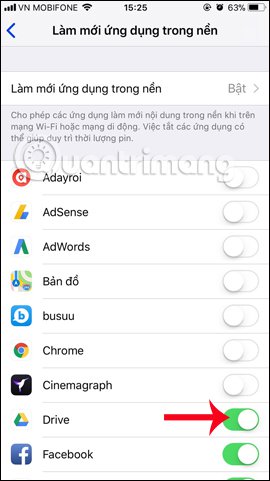 VN MOBIFONE 15:25 63%
Làm mới ứng dụng trong nền
Làm mới ứng dụng trong nền Bật
Cho phép các ứng dụng làm mới nội dung trong nền khi trên
mạng Wi-Fi hoặc mạng di động. Việc tắt các ứng dụng có
thể giúp duy trì thời lượng pin.
Quantrimang
Adayroi
AdSense
AdWords
Bản đồ
busuu
Chrome
Cinemagraph
Drive
Facebook